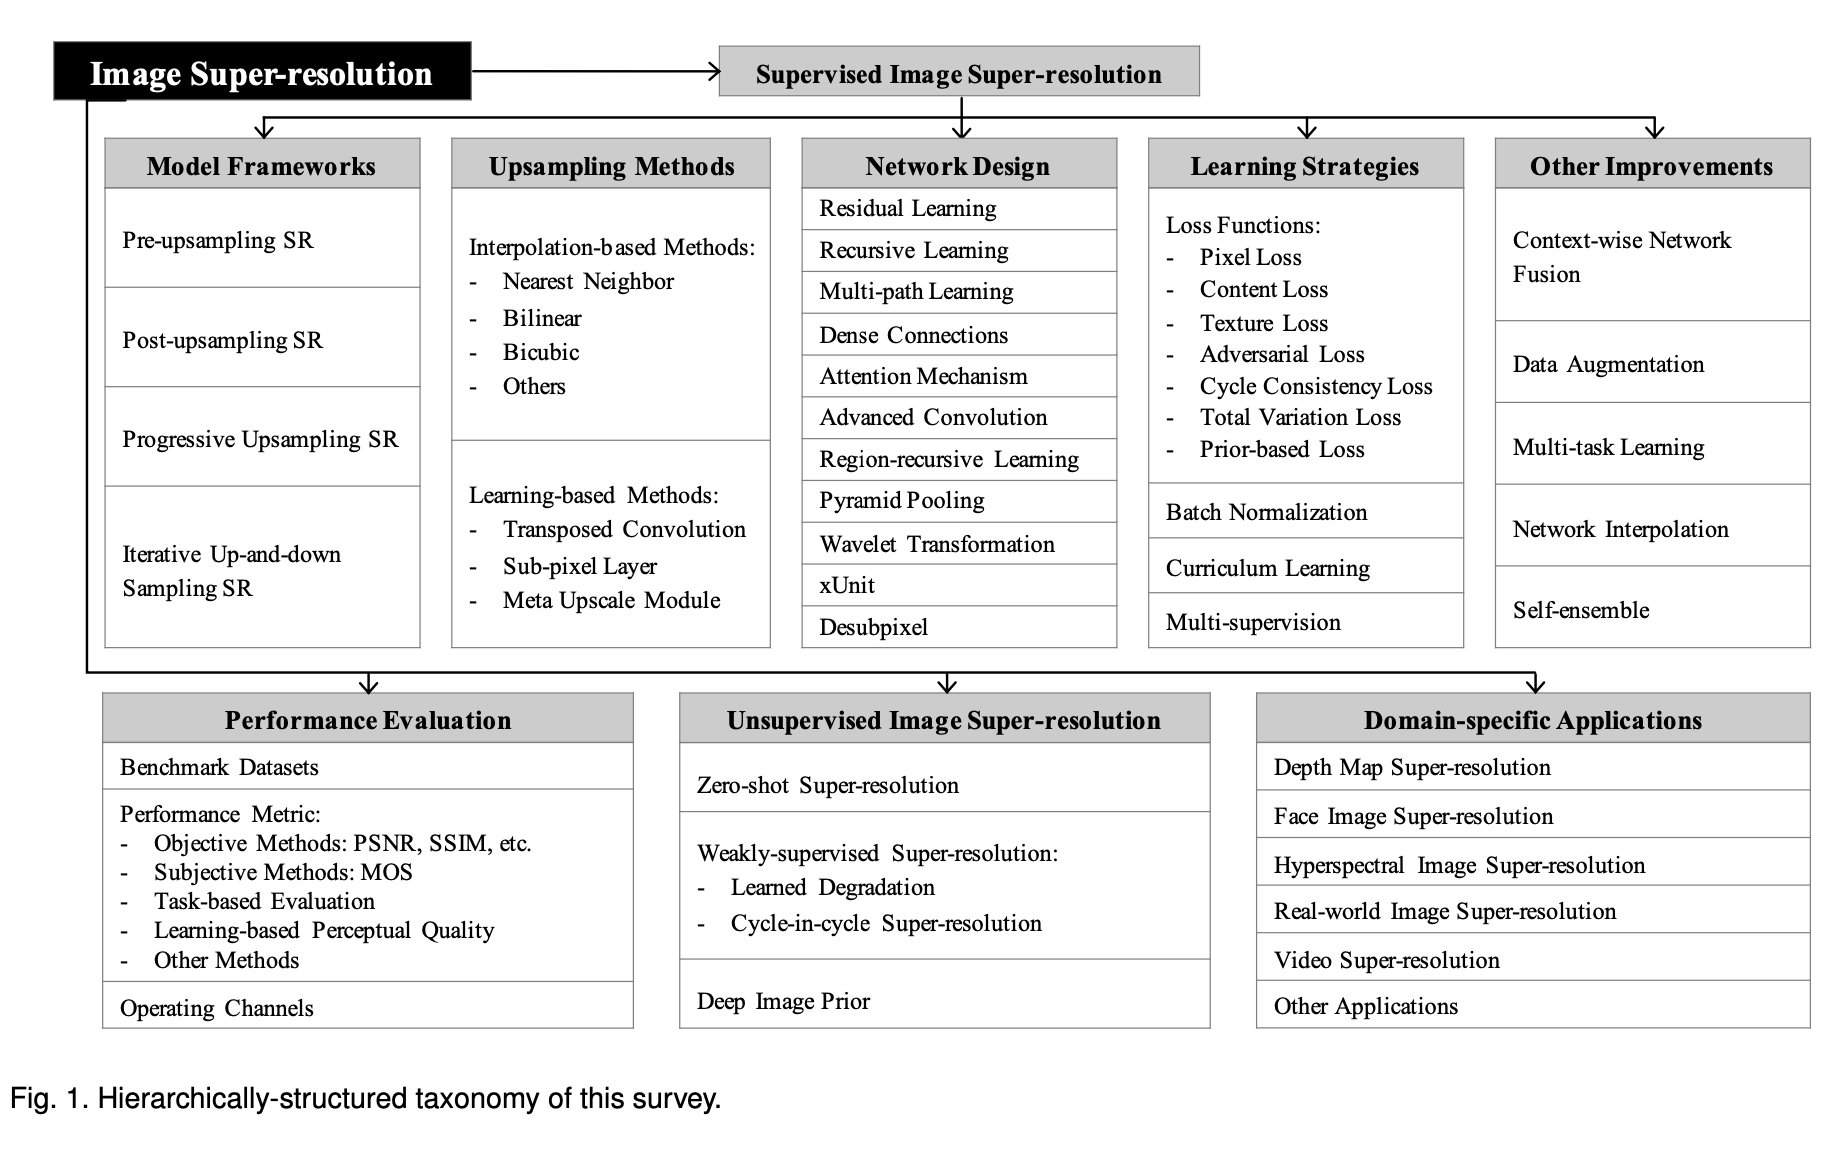 Image Super-resolution
Supervised Image Super-resolution
Model Frameworks
Pre-upsampling SR
Post-upsampling SR
Progressive Upsampling SR
Iterative Up-and-down
Sampling SR
Upsampling Methods
Interpolation-based Methods:
- Nearest Neighbor
- Bilinear
- Bicubic
- Others
Learning-based Methods:
- Transposed Convolution
- Sub-pixel Layer
- Meta Upscale Module
Network Design
Residual Learning
Recursive Learning
Multi-path Learning
Dense Connections
Attention Mechanism
Advanced Convolution
Region-recursive Learning
Pyramid Pooling
Wavelet Transformation
xUnit
Desubpixel
Learning Strategies
Loss Functions:
- Pixel Loss
- Content Loss
- Texture Loss
- Adversarial Loss
- Cycle Consistency Loss
- Total Variation Loss
- Prior-based Loss
Batch Normalization
Curriculum Learning
Multi-supervision
Other Improvements
Context-wise Network
Fusion
Data Augmentation
Multi-task Learning
Network Interpolation
Self-ensemble
Performance Evaluation
Benchmark Datasets
Performance Metric:
- Objective Methods: PSNR, SSIM, etc.
- Subjective Methods: MOS
- Task-based Evaluation
- Learning-based Perceptual Quality
- Other Methods
Operating Channels
Unsupervised Image Super-resolution
Zero-shot Super-resolution
Weakly-supervised Super-resolution:
- Learned Degradation
- Cycle-in-cycle Super-resolution
Deep Image Prior
Domain-specific Applications
Depth Map Super-resolution
Face Image Super-resolution
Hyperspectral Image Super-resolution
Real-world Image Super-resolution
Video Super-resolution
Other Applications
Fig. 1. Hierarchically-structured taxonomy of this survey.